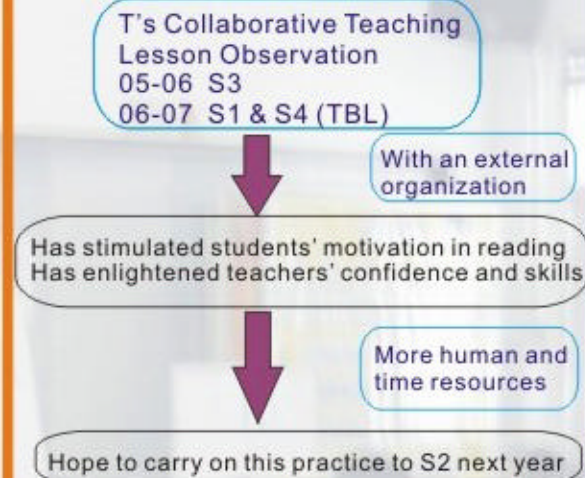 T's Collaborative Teaching
Lesson Observation
05-06 S3
06-07 S1 & S4 (TBL)
With an external
organization
Has stimulated students' motivation in reading
Has enlightened teachers' confidence and skills
More human and
time resources
Hope to carry on this practice to S2 next year